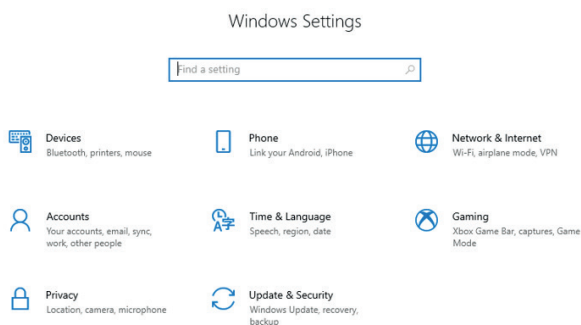 Windows Settings
Find a setting
Devices
Bluetooth, printers, mouse
Phone
Link your Android, iPhone
Network & Internet
Wi-Fi, airplane mode, VPN
Accounts
Your accounts, email, sync,
work, other people
Time & Language
Speech, region, date
Gaming
Xbox Game Bar, captures, Game
Mode
Privacy
Location, camera, microphone
Update & Security
Windows Update, recovery,
backup